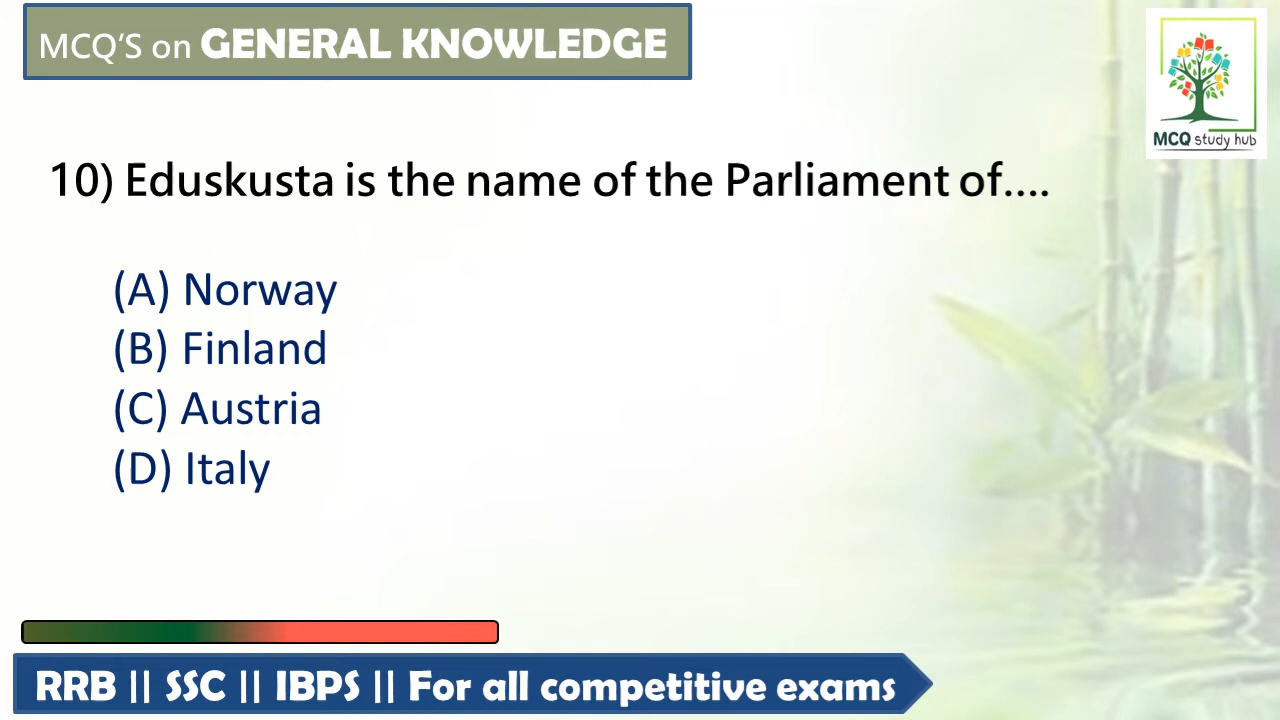 MCQ'S on GENERAL KNOWLEDGE
MCQ study hub
10) Eduskusta is the name of the Parliament of....
(A) Norway
(B) Finland
(C) Austria
(D) Italy
RRB || SSC || IBPS || For all competitive exams